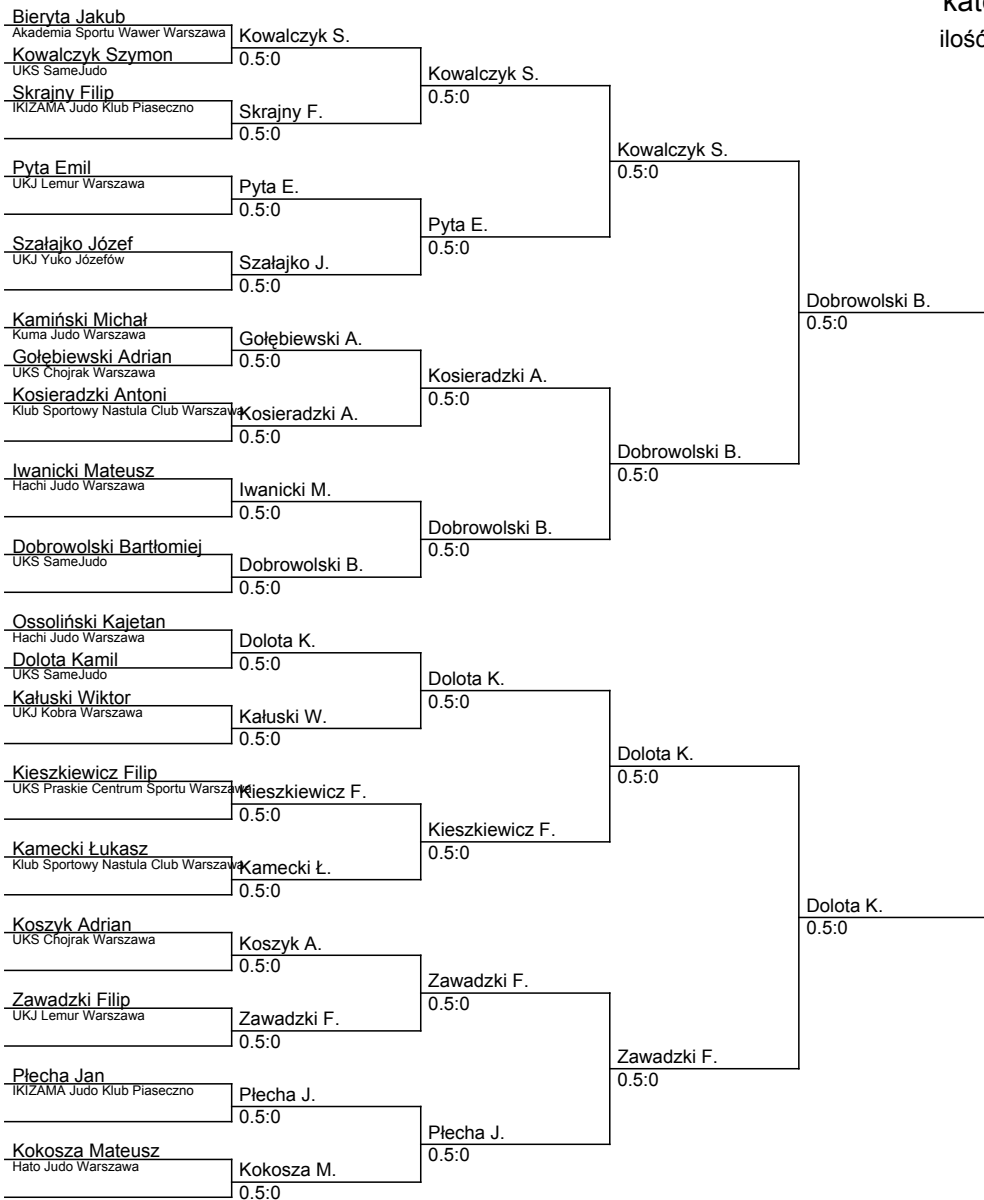 Bieryta Jakub
Akademia Sportu Wawer Warszawa
Kowalczyk S.
0.5:0
Kowalczyk Szymon
UKS SameJudo
Kowalczyk S.
0.5:0
Skrajny Filip
IKIZAMA Judo Klub Piaseczno
Skrajny F.
0.5:0
Kowalczyk S.
0.5:0
Pyta Emil
UKJ Lemur Warszawa
Pyta E.
0.5:0
Pyta E.
0.5:0
Szałajko Józef
UKJ Yuko Józefów
Szałajko J.
0.5:0
Dobrowolski B.
0.5:0
Kamiński Michał
Kuma Judo Warszawa
Gołębiewski A.
0.5:0
Gołębiewski Adrian
UKS Chojrak Warszawa
Kosieradzki A.
0.5:0
Kosieradzki Antoni
Klub Sportowy Nastula Club Warszawa
Kosieradzki A.
0.5:0
Dobrowolski B.
0.5:0
Iwanicki Mateusz
Hachi Judo Warszawa
Iwanicki M.
0.5:0
Dobrowolski B.
0.5:0
Dobrowolski Bartłomiej
UKS SameJudo
Dobrowolski B.
0.5:0
Ossoliński Kajetan
Hachi Judo Warszawa
Dolota K.
0.5:0
Dolota Kamil
UKS SameJudo
Dolota K.
0.5:0
Kałuski Wiktor
UKJ Kobra Warszawa
Kałuski W.
0.5:0
Dolota K.
0.5:0
Kieszkiewicz Filip
UKS Praskie Centrum Sportu Warszawa
Kieszkiewicz F.
0.5:0
Kieszkiewicz F.
0.5:0
Kamecki Łukasz
Klub Sportowy Nastula Club Warszawa
Kamecki Ł.
0.5:0
Dolota K.
0.5:0
Koszyk Adrian
UKS Chojrak Warszawa
Koszyk A.
0.5:0
Zawadzki F.
0.5:0
Zawadzki Filip
UKJ Lemur Warszawa
Zawadzki F.
0.5:0
Zawadzki F.
0.5:0
Płecha Jan
IKIZAMA Judo Klub Piaseczno
Płecha J.
0.5:0
Płecha J.
0.5:0
Kokosza Mateusz
Hato Judo Warszawa
Kokosza M.
0.5:0